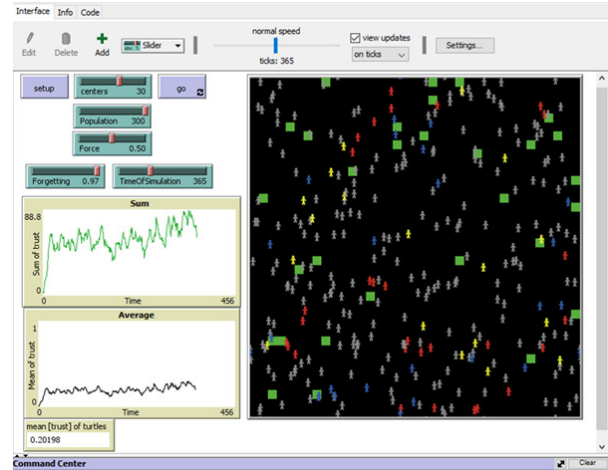 Interface Info Code
Edit Delete Add Slider
normal speed
ticks: 365
view updates
on ticks
Settings...
setup
centers 30
go
Population 300
Force 0.50
Forgetting 0.97
TimeOfSimulation 365
Sum
88.8
Sum of trust
0
0 Time 456
Average
1
Mean of trust
0
0 Time 456
mean [trust] of turtles
0.20198
Command Center
Clear